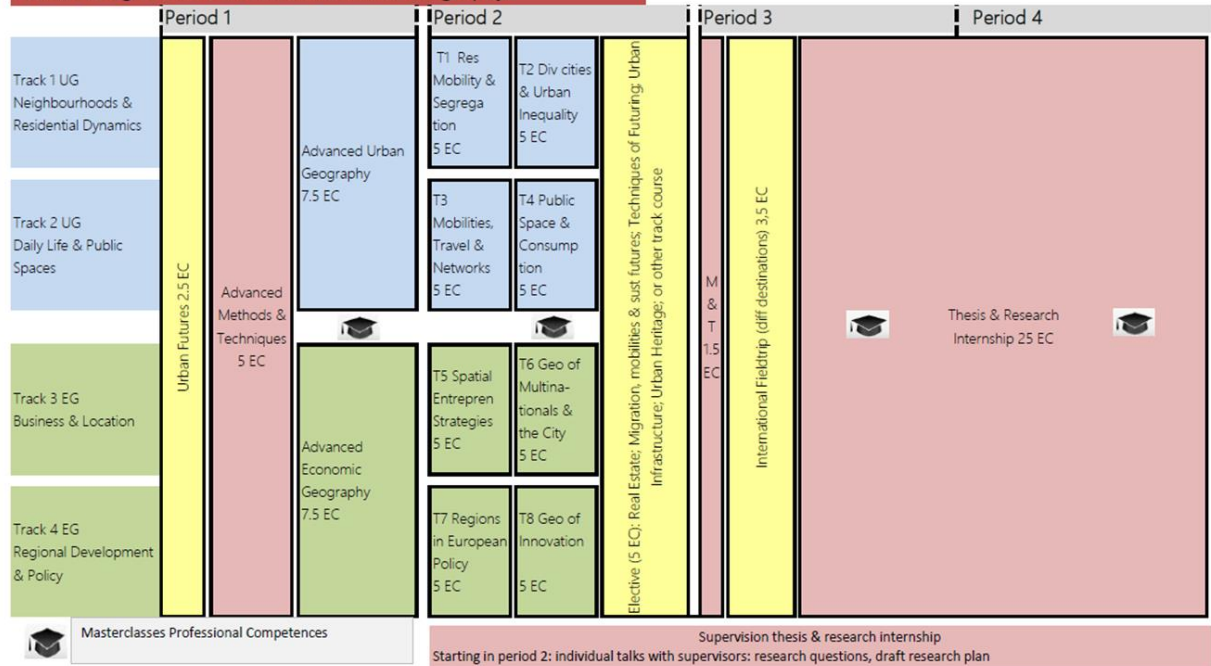 Period 1
Period 2
Period 3
Period 4
Track 1 UG
Neighbourhoods &
Residential Dynamics
Track 2 UG
Daily Life & Public
Spaces
Track 3 EG
Business & Location
Track 4 EG
Regional Development
& Policy
Urban Futures 2.5 EC
Advanced
Methods &
Techniques
5 EC
Advanced Urban
Geography
7.5 EC
Advanced
Economic
Geography
7.5 EC
T1 Res
Mobility &
Segrega
tion
5 EC
T2 Div cities
& Urban
Inequality
5 EC
T3
Mobilities,
Travel &
Networks
5 EC
T4 Public
Space &
Consump
tion
5 EC
T5 Spatial
Entrepren
Strategies
5 EC
T6 Geo of
Multina-
tionals &
the City
5 EC
T7 Regions
in European
Policy
5 EC
T8 Geo of
Innovation
5 EC
Elective (5 EC): Real Estate; Migration, mobilities & sust futures; Techniques of Futuring; Urban
Infrastructure; Urban Heritage; or other track course
M
&
T
1.5
EC
International Fieldtrip (diff destinations) 3,5 EC
Thesis & Research
Internship 25 EC
Masterclasses Professional Competences
Supervision thesis & research internship
Starting in period 2: individual talks with supervisors: research questions, draft research plan